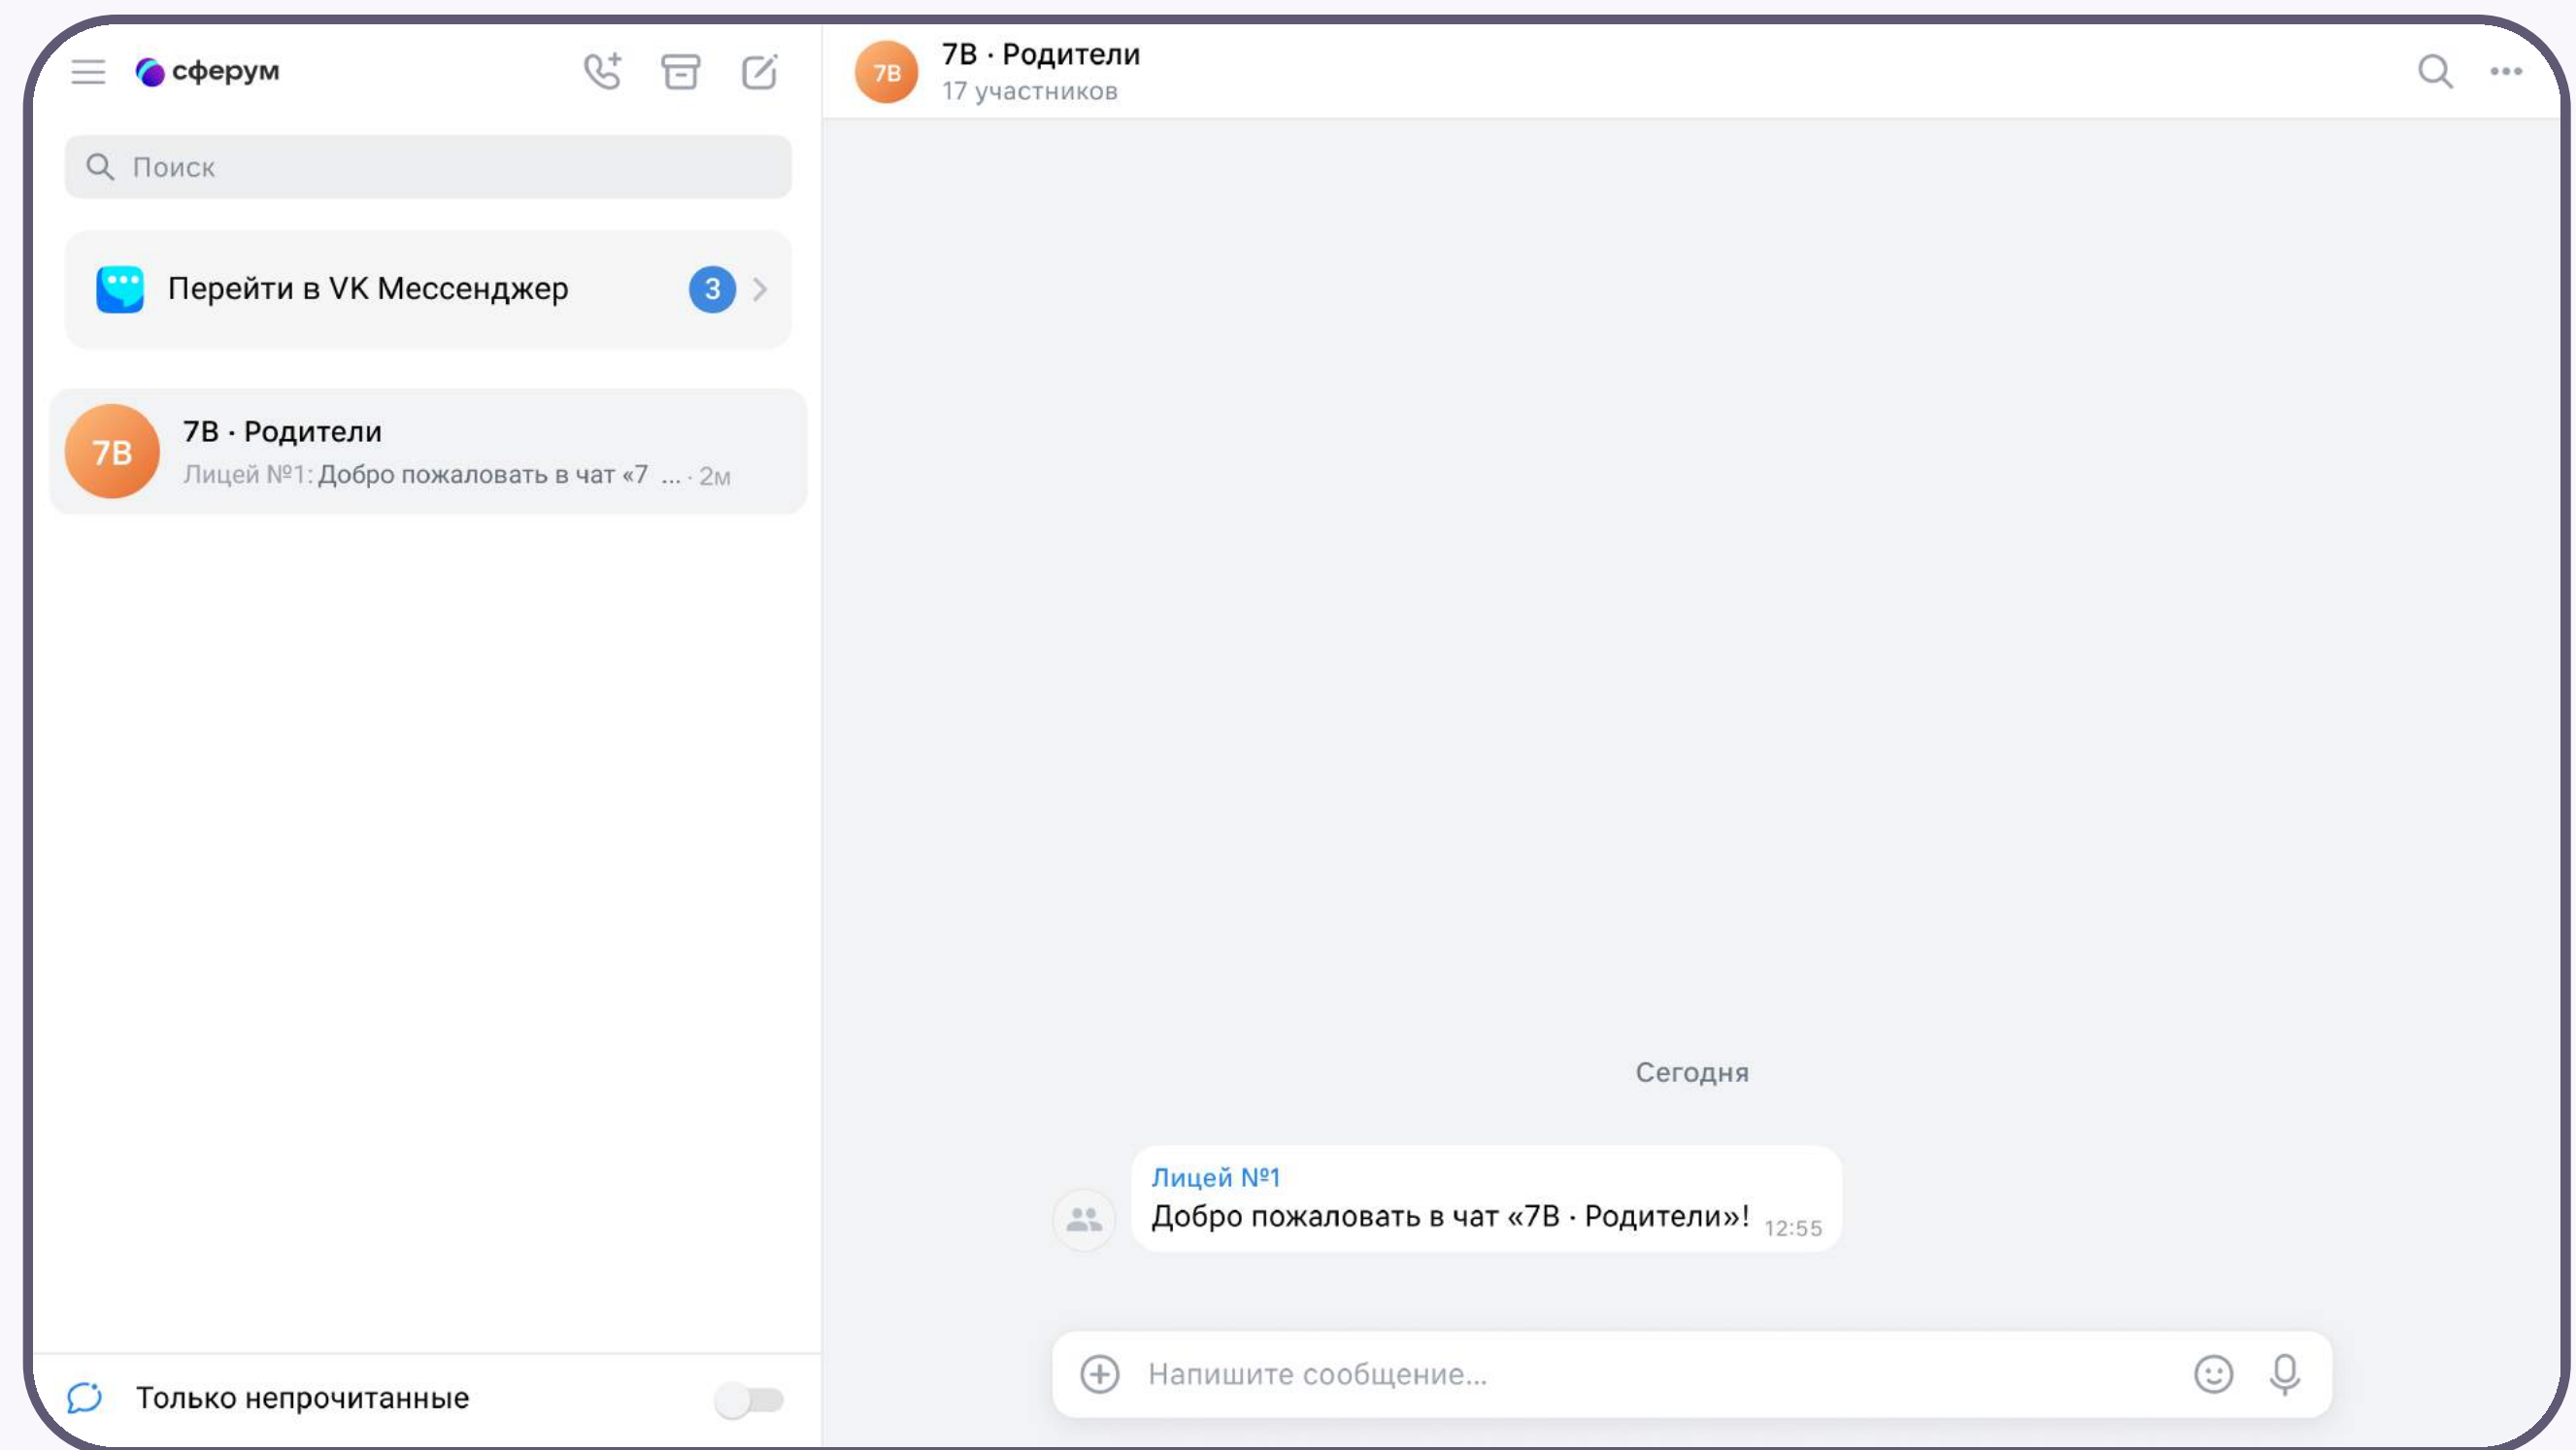 сферум
Поиск
Перейти в VK Мессенджер 3
7В
7В · Родители
Лицей №1: Добро пожаловать в чат «7 ... · 2м
Только непрочитанные
7В
7В · Родители
17 участников
Сегодня
Лицей №1
Добро пожаловать в чат «7В · Родители»! 12:55
Напишите сообщение...